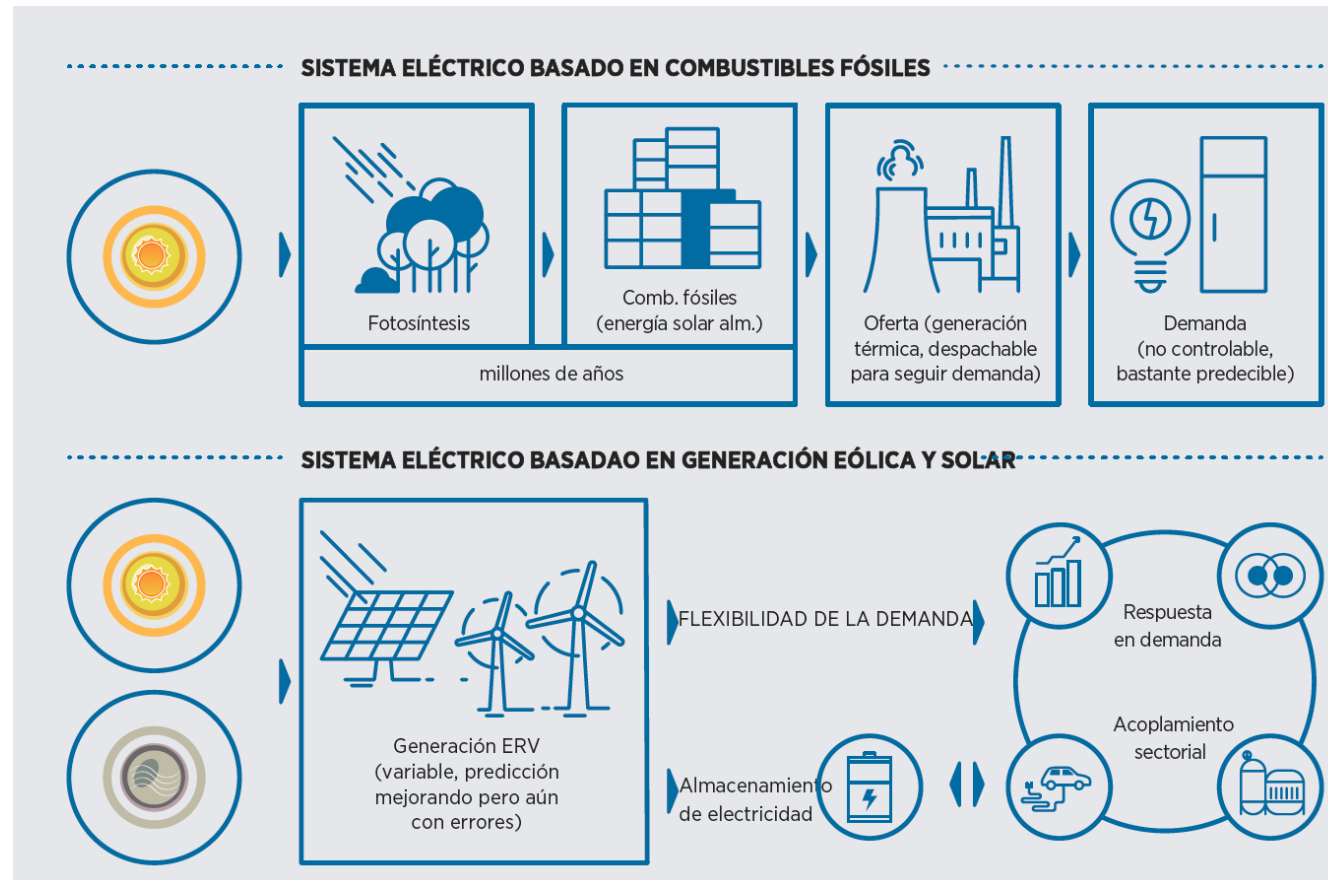 SISTEMA ELÉCTRICO BASADO EN COMBUSTIBLES FÓSILES
Fotosíntesis
Comb. fósiles
(energía solar alm.)
millones de años
Oferta (generación
térmica, despachable
para seguir demanda)
Demanda
(no controlable,
bastante predecible)
SISTEMA ELÉCTRICO BASADAO EN GENERACIÓN EÓLICA Y SOLAR
Generación ERV
(variable, predicción
mejorando pero aún
con errores)
FLEXIBILIDAD DE LA DEMANDA
Respuesta
en demanda
Acoplamiento
sectorial
Almacenamiento
de electricidad